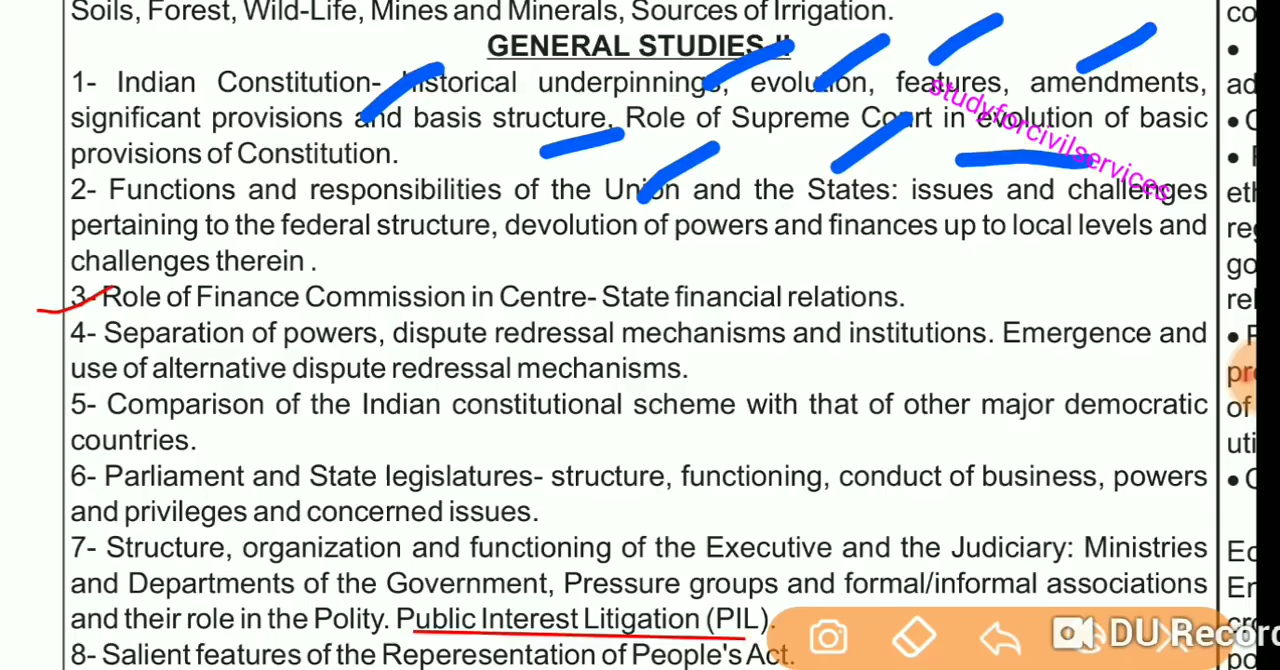 Soils, Forest, Wild-Life, Mines and Minerals, Sources of Irrigation.
GENERAL STUDIES-II
1- Indian Constitution- historical underpinnings, evolution, features, amendments,
significant provisions and basis structure, Role of Supreme Court in evolution of basic
provisions of Constitution.
2- Functions and responsibilities of the Union and the States: issues and challenges
pertaining to the federal structure, devolution of powers and finances up to local levels and
challenges therein .
3- Role of Finance Commission in Centre- State financial relations.
4- Separation of powers, dispute redressal mechanisms and institutions. Emergence and
use of alternative dispute redressal mechanisms.
5- Comparison of the Indian constitutional scheme with that of other major democratic
countries.
6- Parliament and State legislatures- structure, functioning, conduct of business, powers
and privileges and concerned issues.
7- Structure, organization and functioning of the Executive and the Judiciary: Ministries
and Departments of the Government, Pressure groups and formal/informal associations
and their role in the Polity. Public Interest Litigation (PIL).
8- Salient features of the Reperesentation of People's Act.
studyforcivilservices
DU Recor